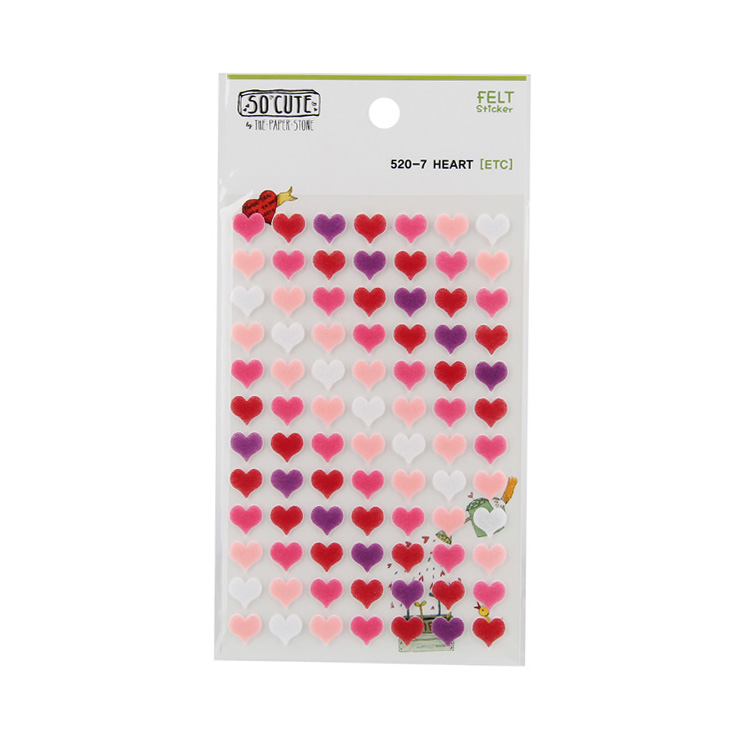 SO CUTE
by THE·PAPER·STONE
FELT
Sticker
520-7 HEART [ETC]